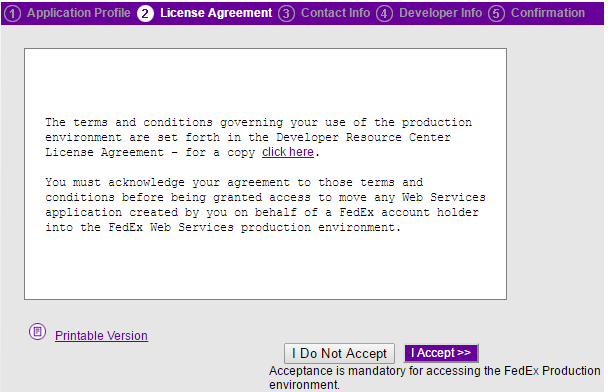 1 Application Profile 2 License Agreement 3 Contact Info 4 Developer Info 5 Confirmation
The terms and conditions governing your use of the production
environment are set forth in the Developer Resource Center
License Agreement - for a copy click here.
You must acknowledge your agreement to those terms and
conditions before being granted access to move any Web Services
application created by you on behalf of a FedEx account holder
into the FedEx Web Services production environment.
Printable Version
I Do Not Accept I Accept >>
Acceptance is mandatory for accessing the FedEx Production
environment.